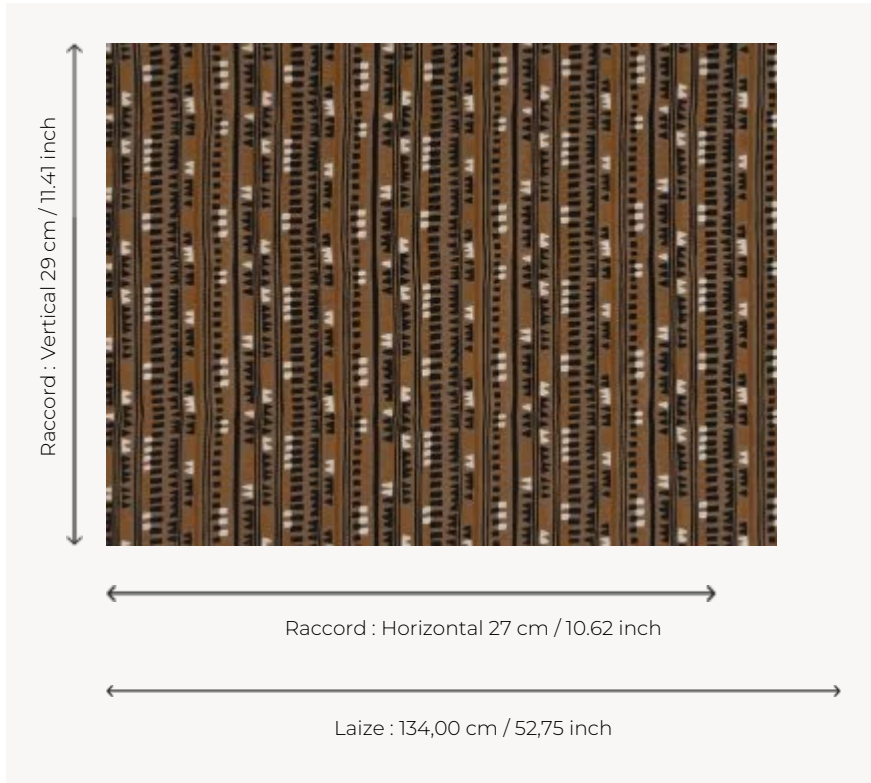 Raccord : Vertical 29 cm / 11.41 inch
Raccord : Horizontal 27 cm / 10.62 inch
Laize : 134,00 cm / 52,75 inch